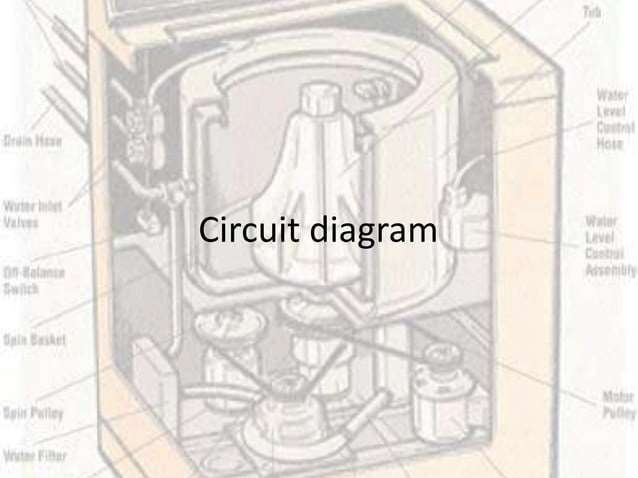 Tub
Water
Level
Control
Hose
Drain Hose
Water Inlet
Valves
Circuit diagram
Water
Level
Control
Assembly
Off-Balance
Switch
Spin Basket
Spin Pulley
Motor
Pulley
Water Filter